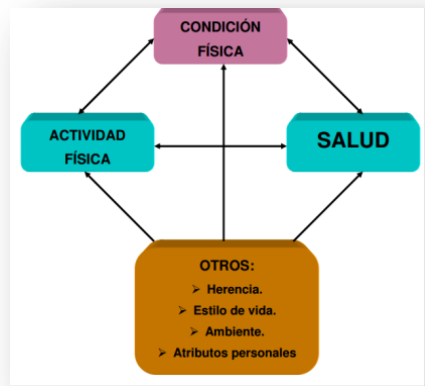 CONDICIÓN
FÍSICA
ACTIVIDAD
FÍSICA
SALUD
OTROS:
➢ Herencia.
➢ Estilo de vida.
➢ Ambiente.
➢ Atributos personales